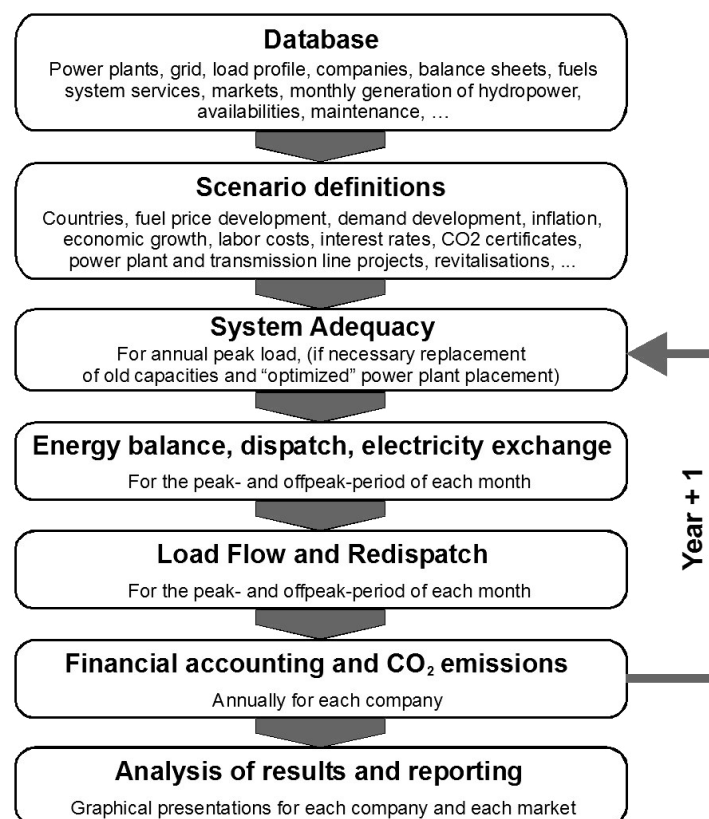 Database
Power plants, grid, load profile, companies, balance sheets, fuels
system services, markets, monthly generation of hydropower,
availabilities, maintenance, …
Scenario definitions
Countries, fuel price development, demand development, inflation,
economic growth, labor costs, interest rates, CO2 certificates,
power plant and transmission line projects, revitalisations, ...
System Adequacy
For annual peak load, (if necessary replacement
of old capacities and “optimized” power plant placement)
Energy balance, dispatch, electricity exchange
For the peak- and offpeak-period of each month
Load Flow and Redispatch
For the peak- and offpeak-period of each month
Financial accounting and CO₂ emissions
Annually for each company
Analysis of results and reporting
Graphical presentations for each company and each market
Year + 1